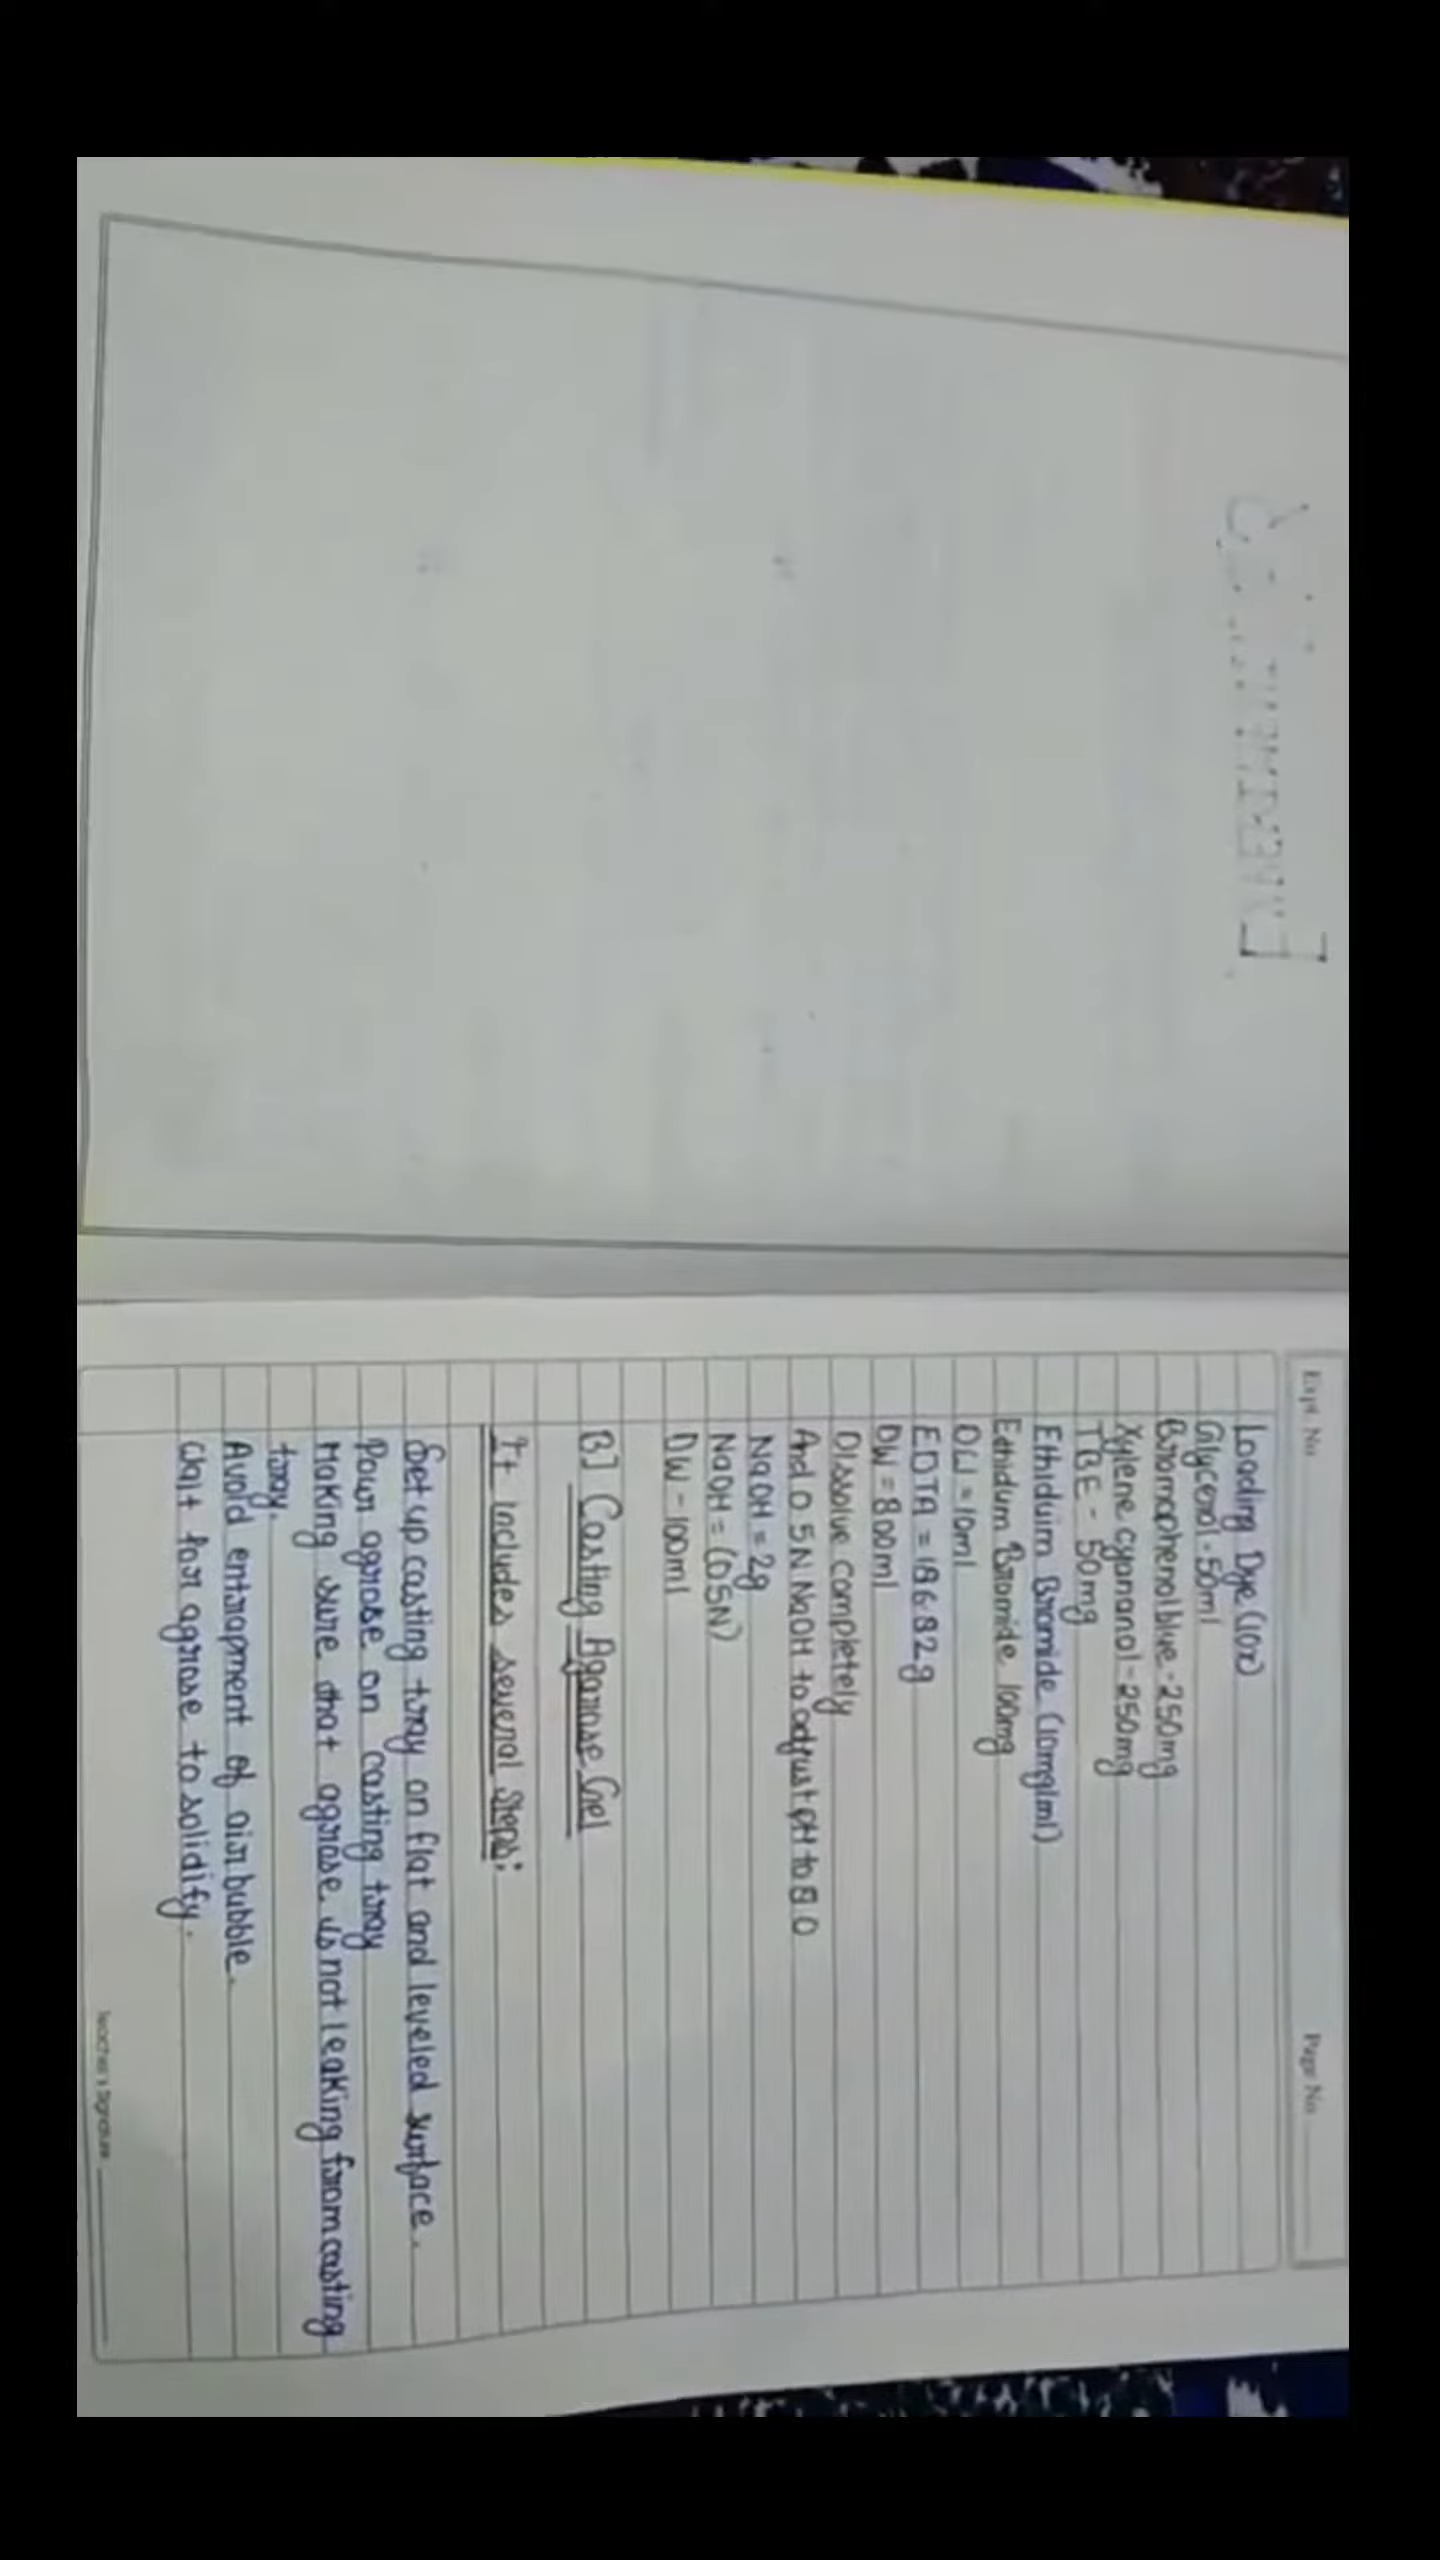 Expt. No.
Page No.
Loading Dye (10x)
Glycerol - 50ml
Bromophenol blue - 250mg
Xylene cyananol - 250mg
TBE - 50mg
Ethiduim Bromide (10mg/ml)
Ethidum Bromide 100mg
DW = 10ml
EDTA = 186.82g
DW = 800ml
Dissolve completely
And 0.5N NaOH to adjust pH to 8.0
NaOH = 2g
NaOH = (0.5N)
DW - 100ml
B] Casting Agarose Gel
It includes several Steps:
Set up casting tray on flat and leveled surface.
Pour agrose on casting tray
Making sure that agrose is not leaking from casting
tray.
Avoid entrapment of air bubble.
Wait for agrose to solidify.
Teacher's Signature